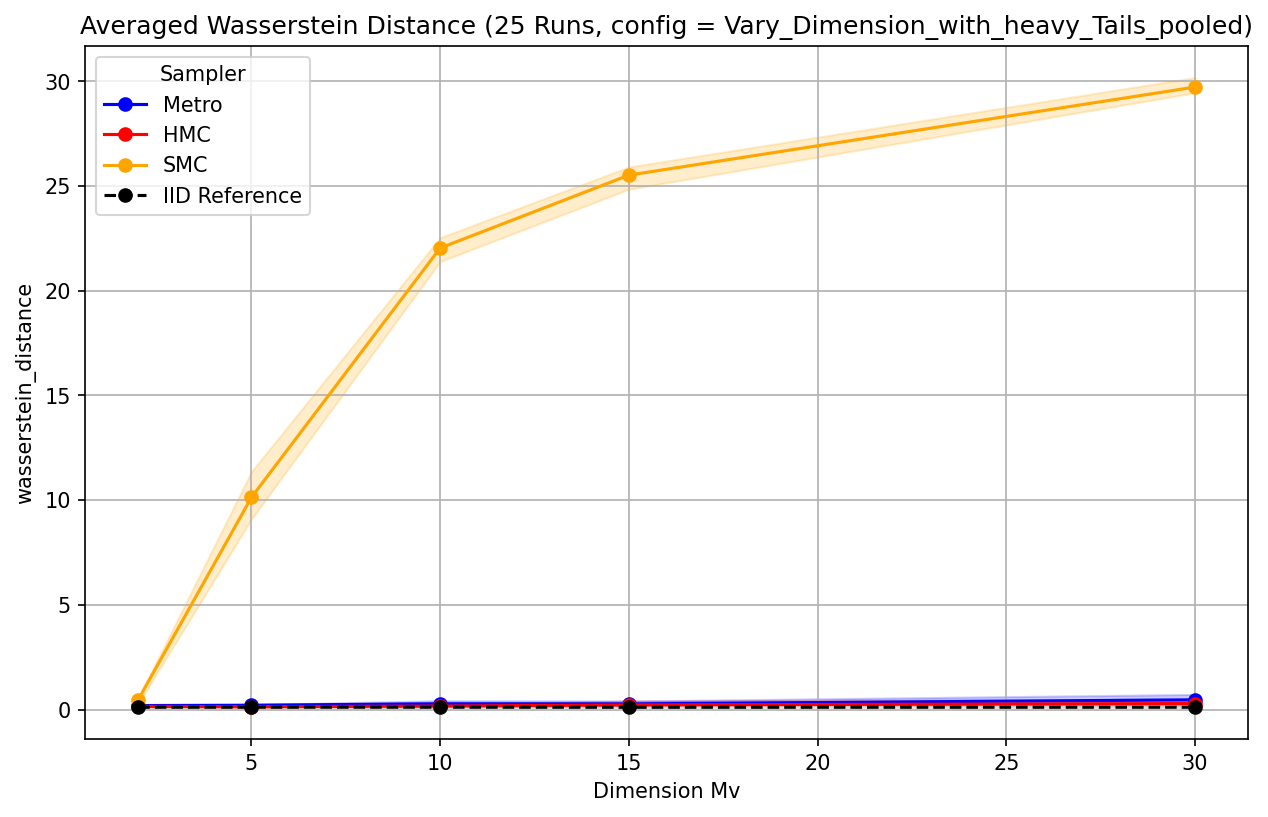 Averaged Wasserstein Distance (25 Runs, config = Vary_Dimension_with_heavy_Tails_pooled)
Sampler
Metro
HMC
SMC
IID Reference
wasserstein_distance
30
25
20
15
10
5
0
5 10 15 20 25 30
Dimension Mv